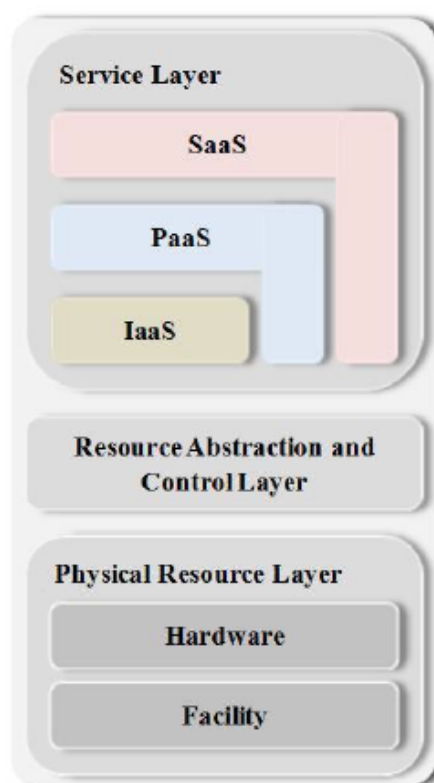 Service Layer
SaaS
PaaS
IaaS
Resource Abstraction and
Control Layer
Physical Resource Layer
Hardware
Facility